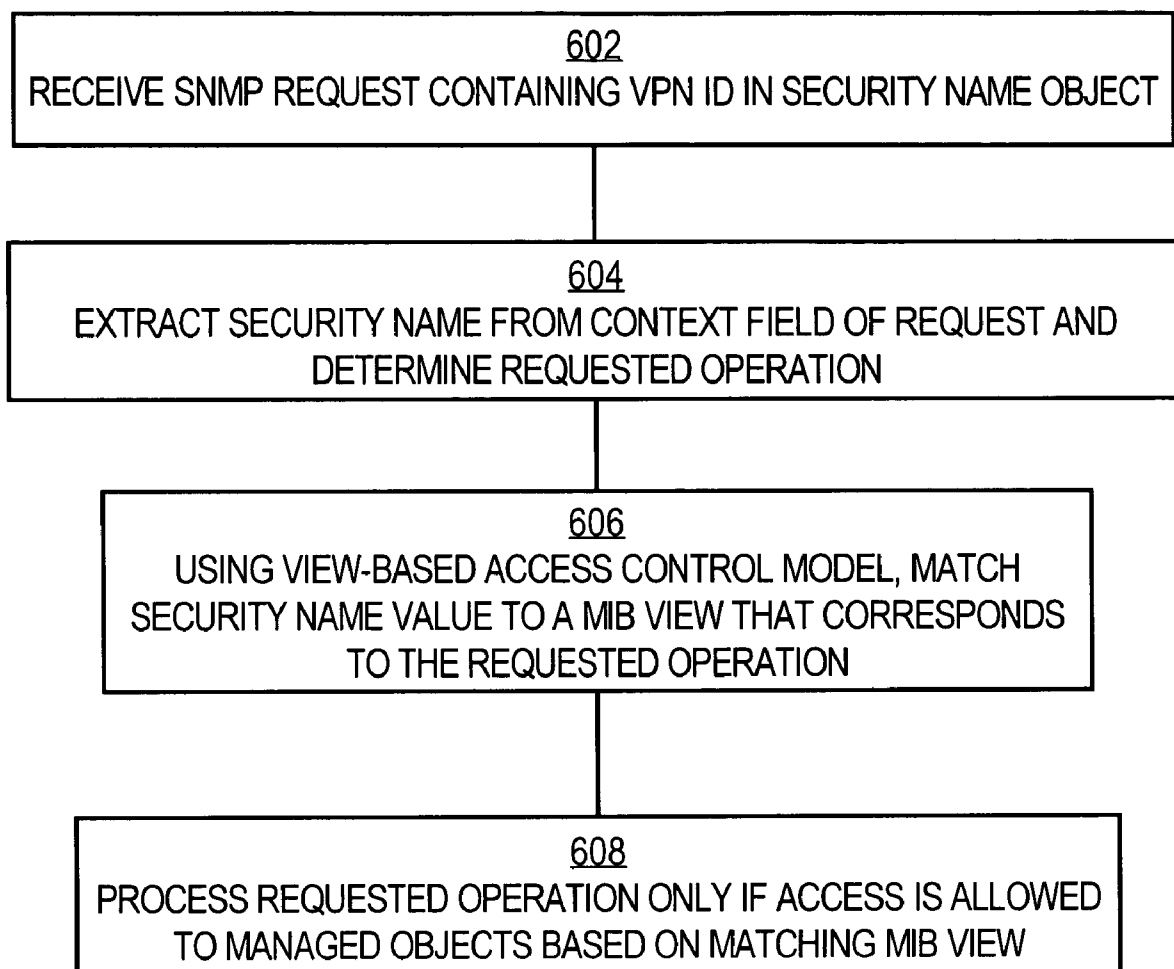 602
RECEIVE SNMP REQUEST CONTAINING VPN ID IN SECURITY NAME OBJECT
604
EXTRACT SECURITY NAME FROM CONTEXT FIELD OF REQUEST AND
DETERMINE REQUESTED OPERATION
606
USING VIEW-BASED ACCESS CONTROL MODEL, MATCH
SECURITY NAME VALUE TO A MIB VIEW THAT CORRESPONDS
TO THE REQUESTED OPERATION
608
PROCESS REQUESTED OPERATION ONLY IF ACCESS IS ALLOWED
TO MANAGED OBJECTS BASED ON MATCHING MIB VIEW